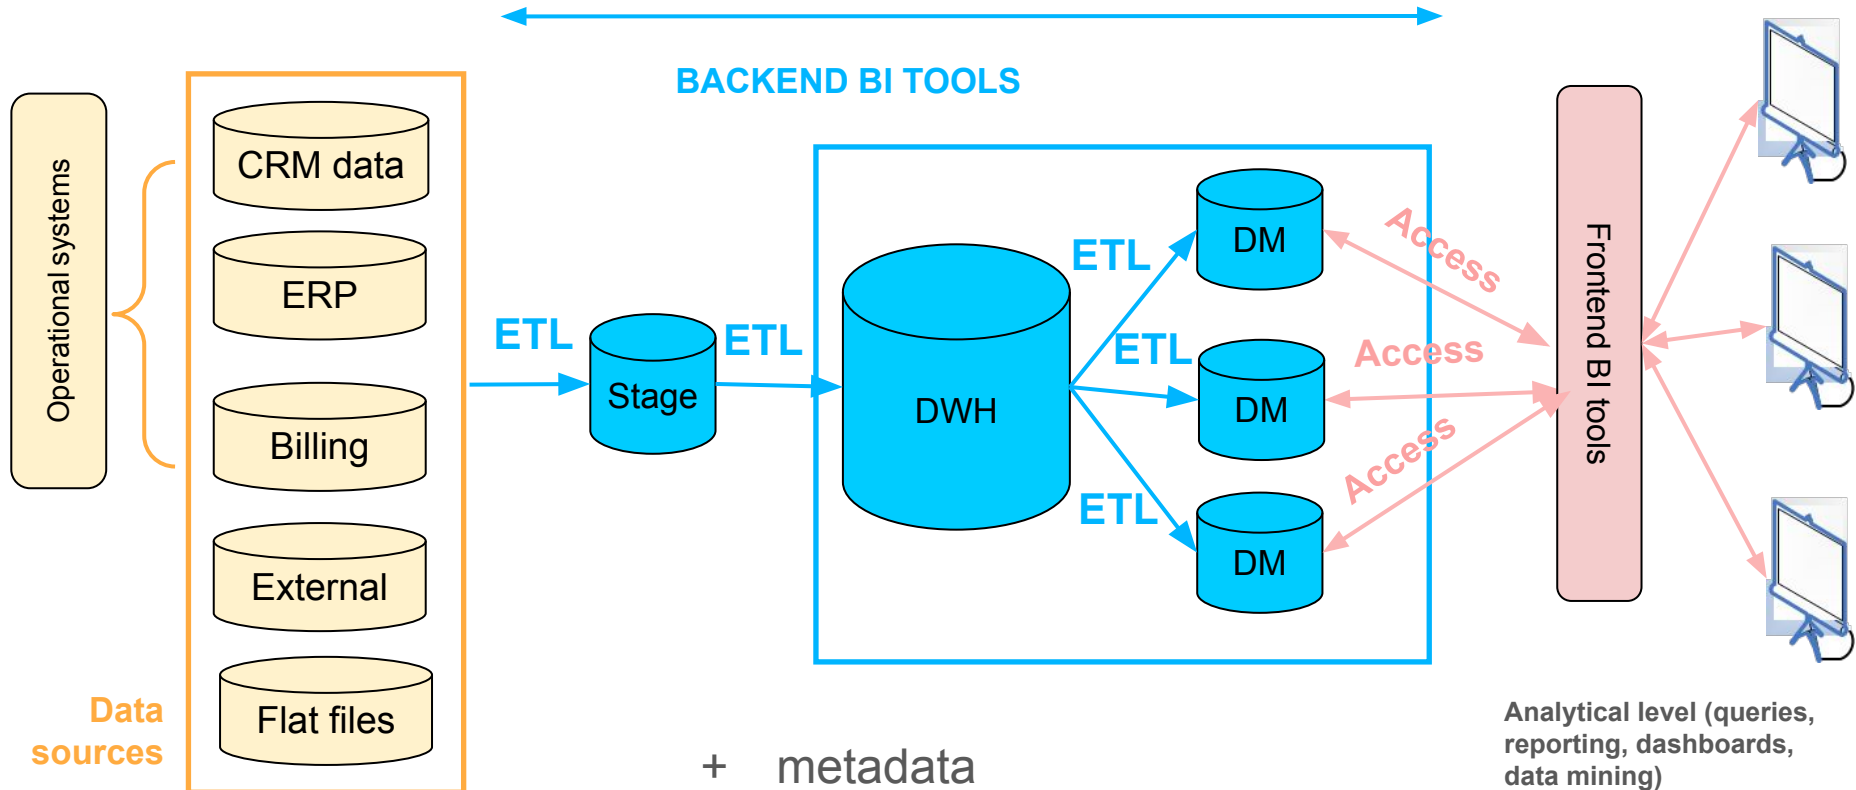 BACKEND BI TOOLS
Operational systems
CRM data
ERP
Billing
External
Flat files
Data
sources
ETL
Stage
ETL
DWH
ETL
ETL
ETL
DM
DM
DM
Access
Access
Access
Frontend BI tools
Analytical level (queries,
reporting, dashboards,
data mining)
+ metadata